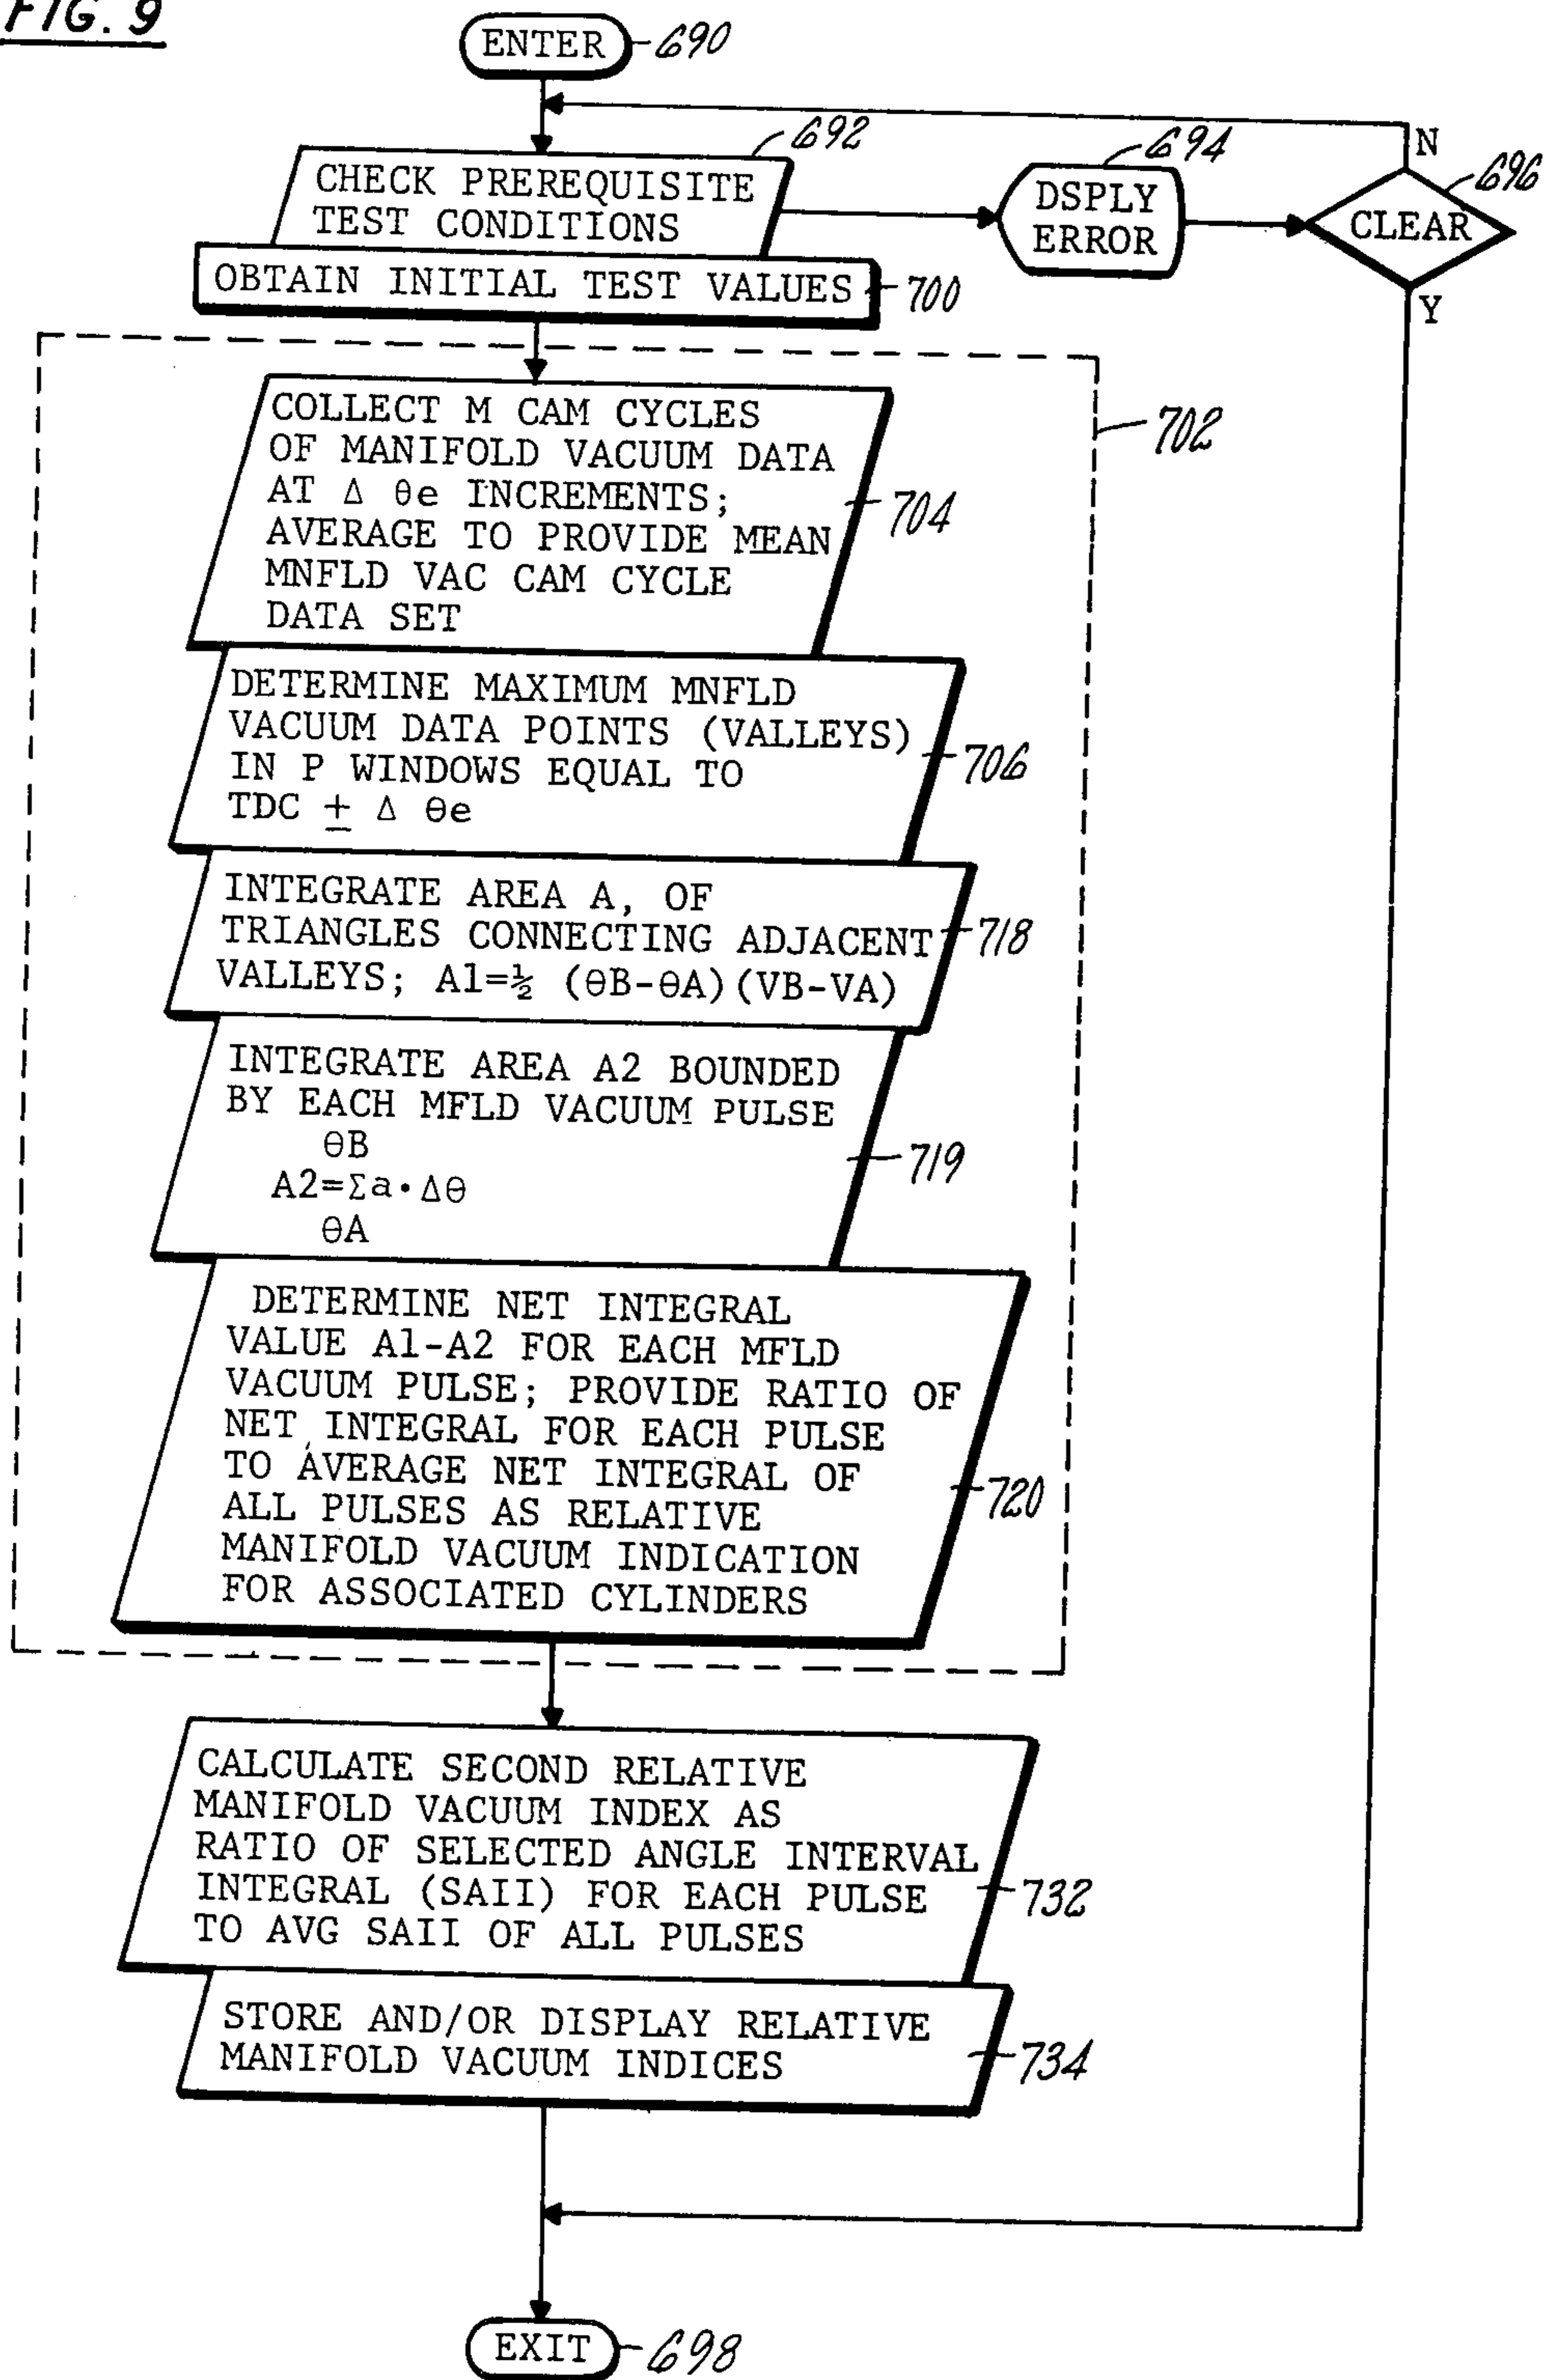 FIG. 9
ENTER
690
692
CHECK PREREQUISITE
TEST CONDITIONS
694
DSPLY
ERROR
N
696
CLEAR
Y
OBTAIN INITIAL TEST VALUES
700
702
COLLECT M CAM CYCLES
OF MANIFOLD VACUUM DATA
AT Δ θe INCREMENTS;
AVERAGE TO PROVIDE MEAN
MNFLD VAC CAM CYCLE
DATA SET
704
DETERMINE MAXIMUM MNFLD
VACUUM DATA POINTS (VALLEYS)
IN P WINDOWS EQUAL TO
TDC ± Δ θe
706
INTEGRATE AREA A, OF
TRIANGLES CONNECTING ADJACENT
VALLEYS; A1=½ (θB-θA)(VB-VA)
718
INTEGRATE AREA A2 BOUNDED
BY EACH MFLD VACUUM PULSE
θB
A2=Σa·Δθ
θA
719
DETERMINE NET INTEGRAL
VALUE A1-A2 FOR EACH MFLD
VACUUM PULSE; PROVIDE RATIO OF
NET INTEGRAL FOR EACH PULSE
TO AVERAGE NET INTEGRAL OF
ALL PULSES AS RELATIVE
MANIFOLD VACUUM INDICATION
FOR ASSOCIATED CYLINDERS
720
CALCULATE SECOND RELATIVE
MANIFOLD VACUUM INDEX AS
RATIO OF SELECTED ANGLE INTERVAL
INTEGRAL (SAII) FOR EACH PULSE
TO AVG SAII OF ALL PULSES
732
STORE AND/OR DISPLAY RELATIVE
MANIFOLD VACUUM INDICES
734
EXIT
698